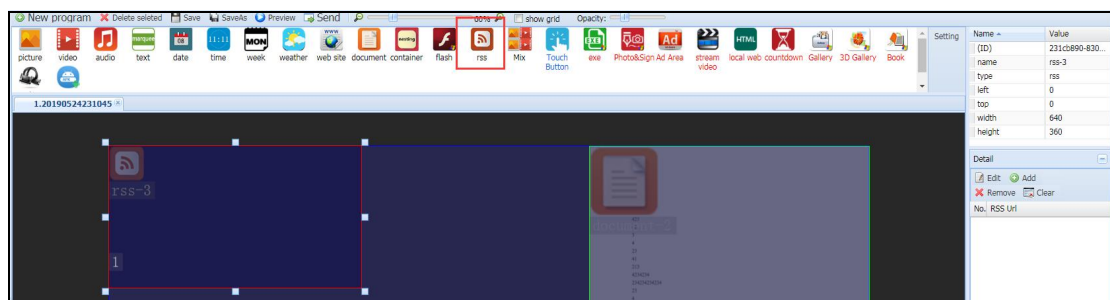 New program Delete seleted Save SaveAs Preview Send 60% show grid Opacity:
picture video audio text date time week weather web site document container flash rss Mix Touch Button exe Photo&Sign Ad Area stream video local web countdown Gallery 3D Gallery Book
Setting
1.20190524231045
rss-3
1
Name Value
(ID) 231cb890-830...
name rss-3
type rss
left 0
top 0
width 640
height 360
Detail
Edit Add
Remove Clear
No. RSS Url